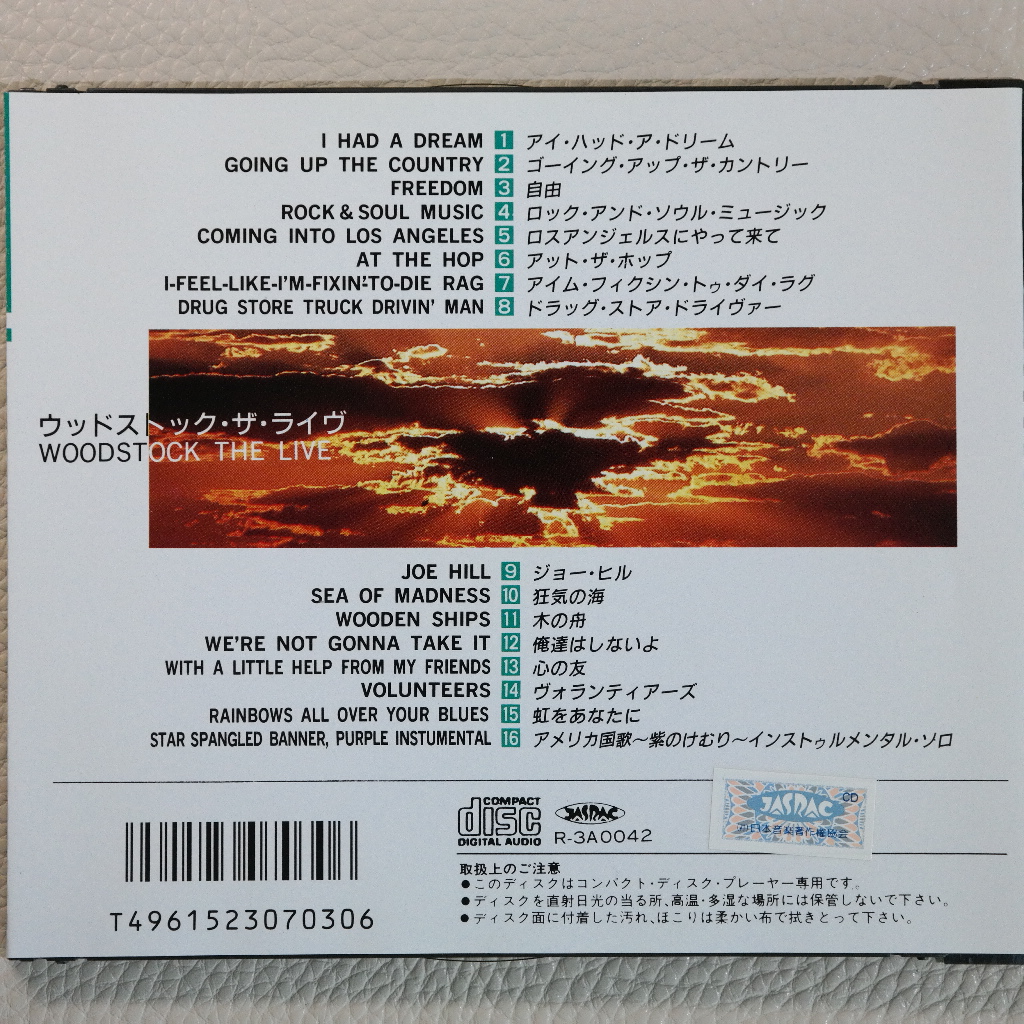 I HAD A DREAM 1 アイ・ハッド・ア・ドリーム
GOING UP THE COUNTRY 2 ゴーイング・アップ・ザ・カントリー
FREEDOM 3 自由
ROCK & SOUL MUSIC 4 ロック・アンド・ソウル・ミュージック
COMING INTO LOS ANGELES 5 ロスアンジェルスにやって来て
AT THE HOP 6 アット・ザ・ホップ
I-FEEL-LIKE-I'M-FIXIN'-TO-DIE RAG 7 アイム・フィクシン・トゥ・ダイ・ラグ
DRUG STORE TRUCK DRIVIN' MAN 8 ドラッグ・ストア・ドライヴァー
ウッドストック・ザ・ライヴ
WOODSTOCK THE LIVE
JOE HILL 9 ジョー・ヒル
SEA OF MADNESS 10 狂気の海
WOODEN SHIPS 11 木の舟
WE'RE NOT GONNA TAKE IT 12 俺達はしないよ
WITH A LITTLE HELP FROM MY FRIENDS 13 心の友
VOLUNTEERS 14 ヴォランティアーズ
RAINBOWS ALL OVER YOUR BLUES 15 虹をあなたに
STAR SPANGLED BANNER, PURPLE INSTUMENTAL 16 アメリカ国歌〜紫のけむり〜インストゥルメンタル・ソロ
COMPACT disc DIGITAL AUDIO
JASRAC
R-3A0042
JASRAC CD
(社)日本音楽著作権協会
取扱上のご注意
●このディスクはコンパクト・ディスク・プレーヤー専用です。
●ディスクを直射日光の当る所、高温・多湿な場所には保管しないで下さい。
●ディスク面に付着した汚れ、ほこりは柔かい布で拭きとって下さい。
T4961523070306